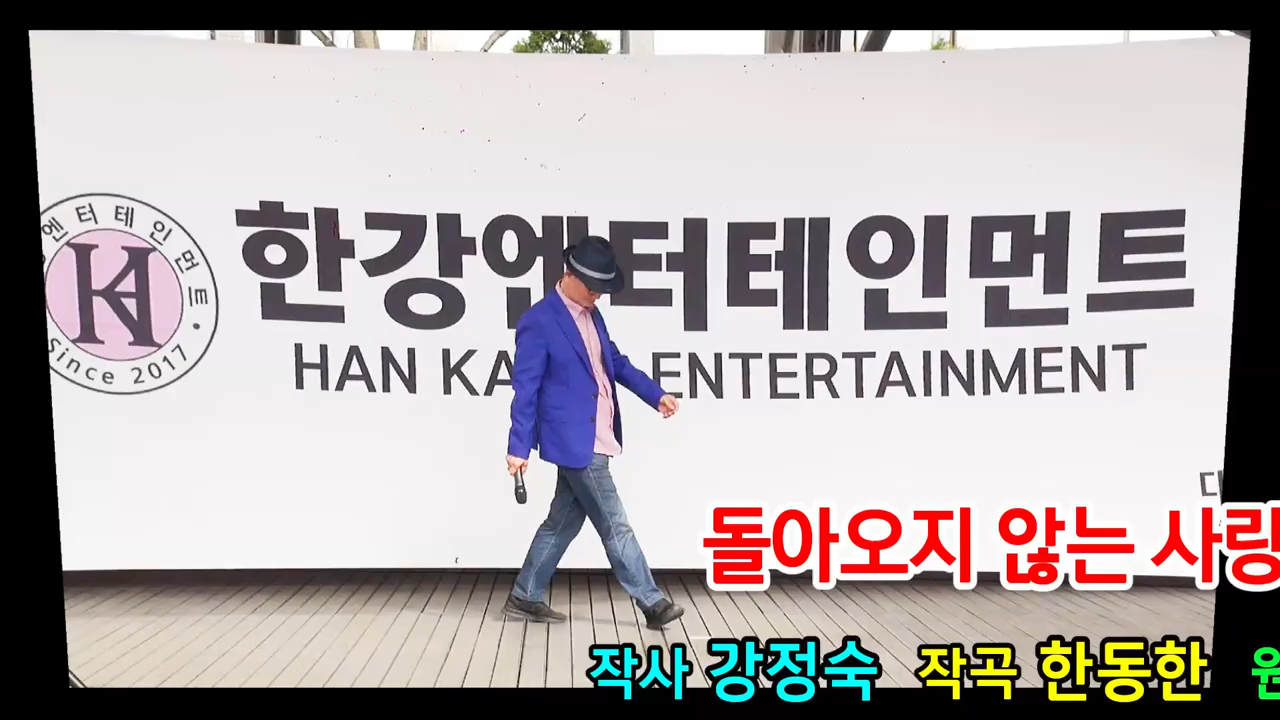 엔터테인먼트
KH
Since 2017
한강엔터테인먼트
HAN KA ENTERTAINMENT
돌아오지 않는 사랑
작사 강정숙 작곡 한동한